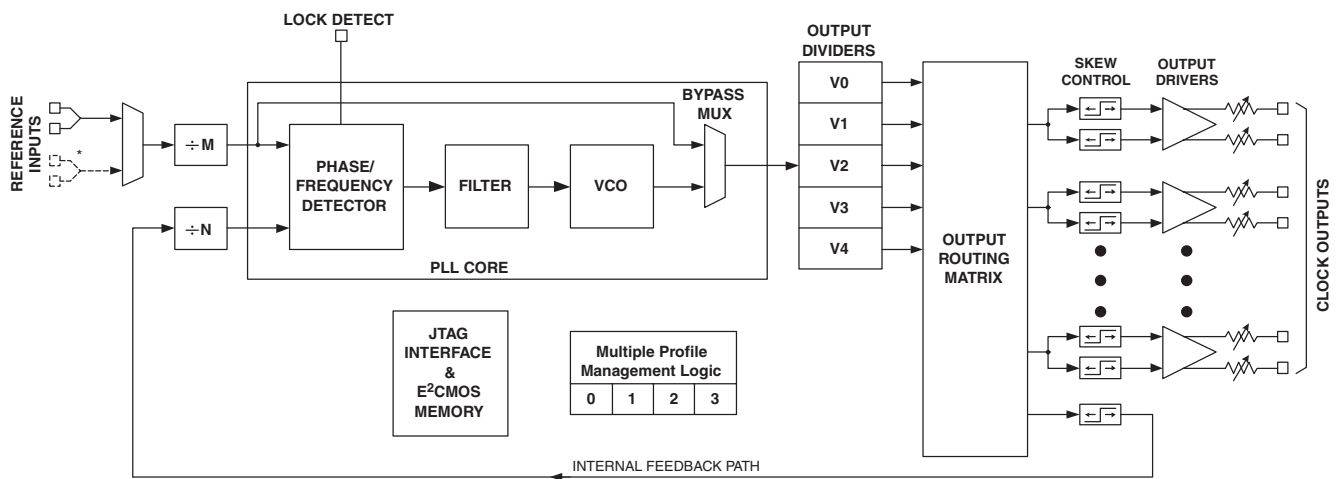 LOCK DETECT
OUTPUT
DIVIDERS
SKEW
CONTROL
OUTPUT
DRIVERS
REFERENCE
INPUTS
*
÷M
÷N
PHASE/
FREQUENCY
DETECTOR
FILTER
VCO
BYPASS
MUX
PLL CORE
V0
V1
V2
V3
V4
OUTPUT
ROUTING
MATRIX
CLOCK OUTPUTS
JTAG
INTERFACE
&
E²CMOS
MEMORY
Multiple Profile
Management Logic
0 1 2 3
INTERNAL FEEDBACK PATH